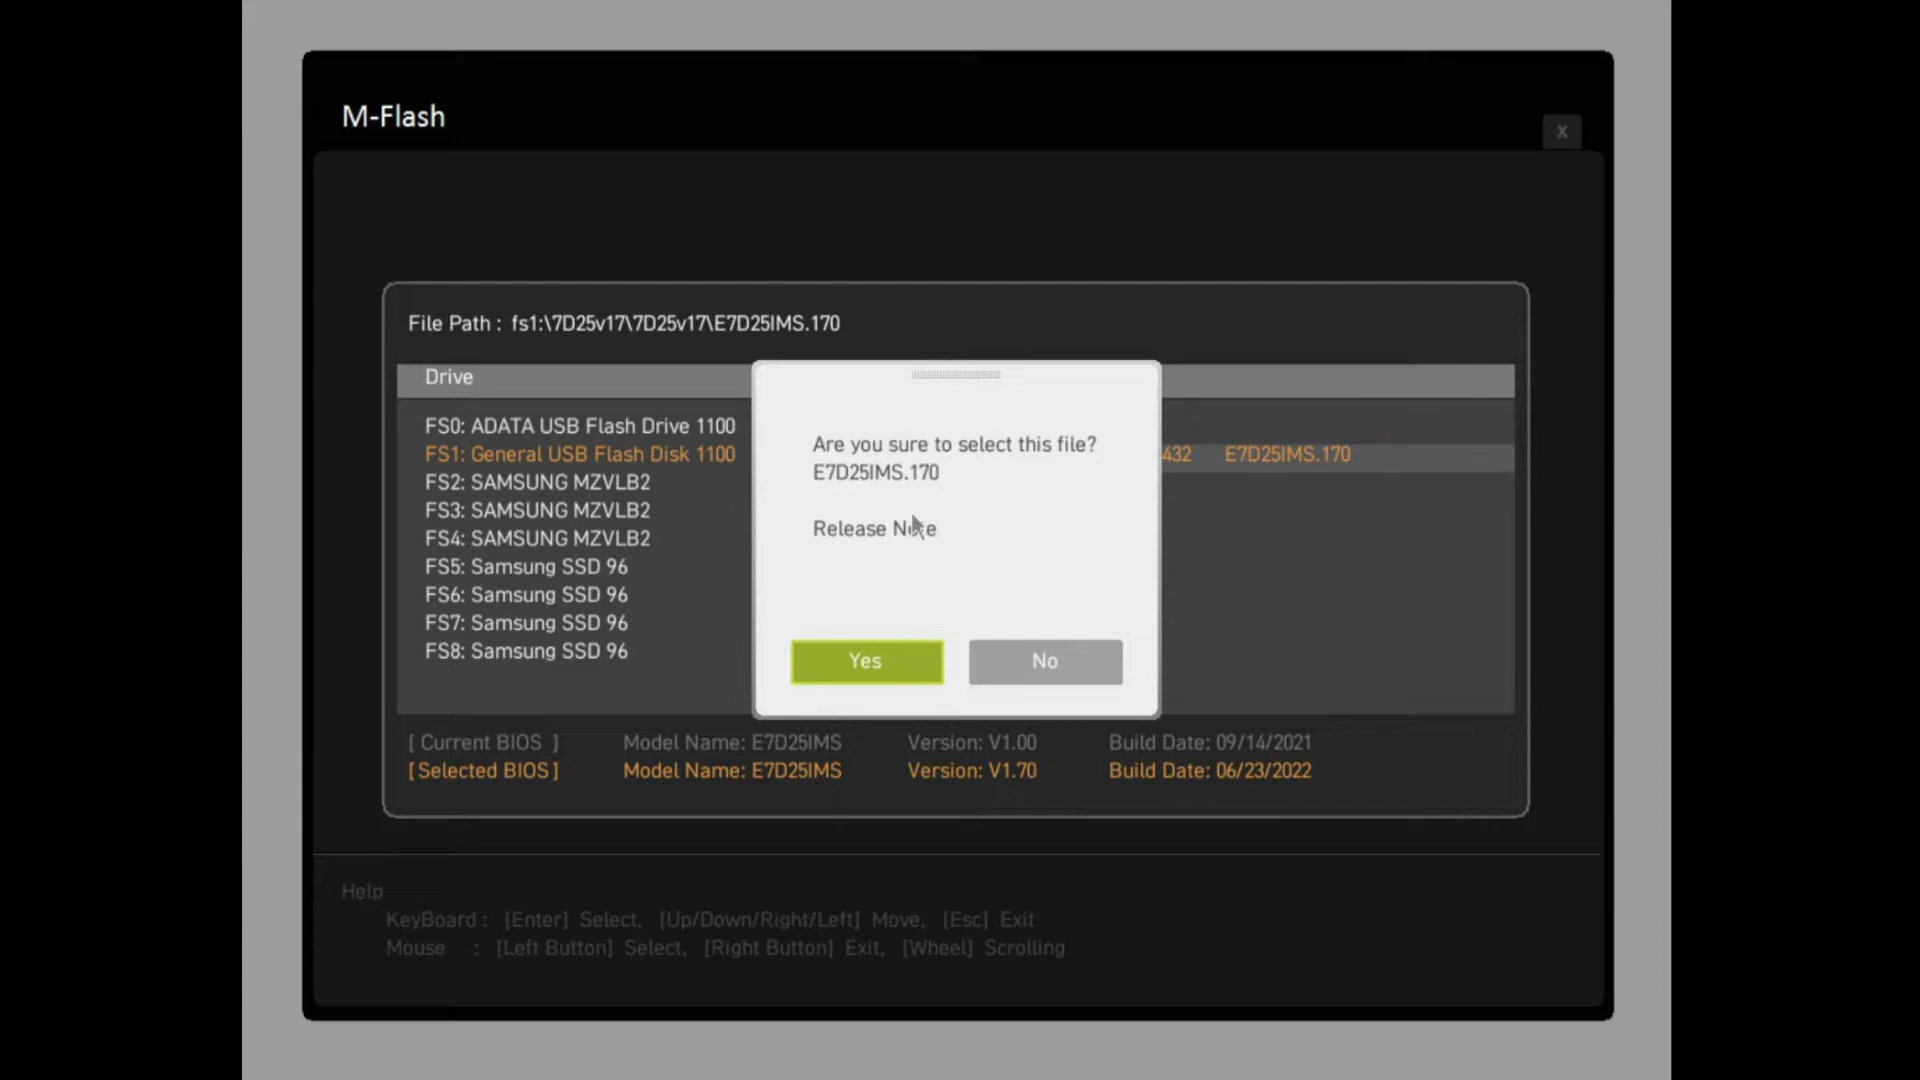 M-Flash
X
File Path : fs1:\7D25v17\7D25v17\E7D25IMS.170
Drive
FS0: ADATA USB Flash Drive 1100
FS1: General USB Flash Disk 1100
432 E7D25IMS.170
FS2: SAMSUNG MZVLB2
FS3: SAMSUNG MZVLB2
FS4: SAMSUNG MZVLB2
FS5: Samsung SSD 96
FS6: Samsung SSD 96
FS7: Samsung SSD 96
FS8: Samsung SSD 96
Are you sure to select this file?
E7D25IMS.170
Release Note
Yes No
[ Current BIOS ] Model Name: E7D25IMS Version: V1.00 Build Date: 09/14/2021
[Selected BIOS] Model Name: E7D25IMS Version: V1.70 Build Date: 06/23/2022
Help
KeyBoard : [Enter] Select, [Up/Down/Right/Left] Move, [Esc] Exit
Mouse : [Left Button] Select, [Right Button] Exit, [Wheel] Scrolling